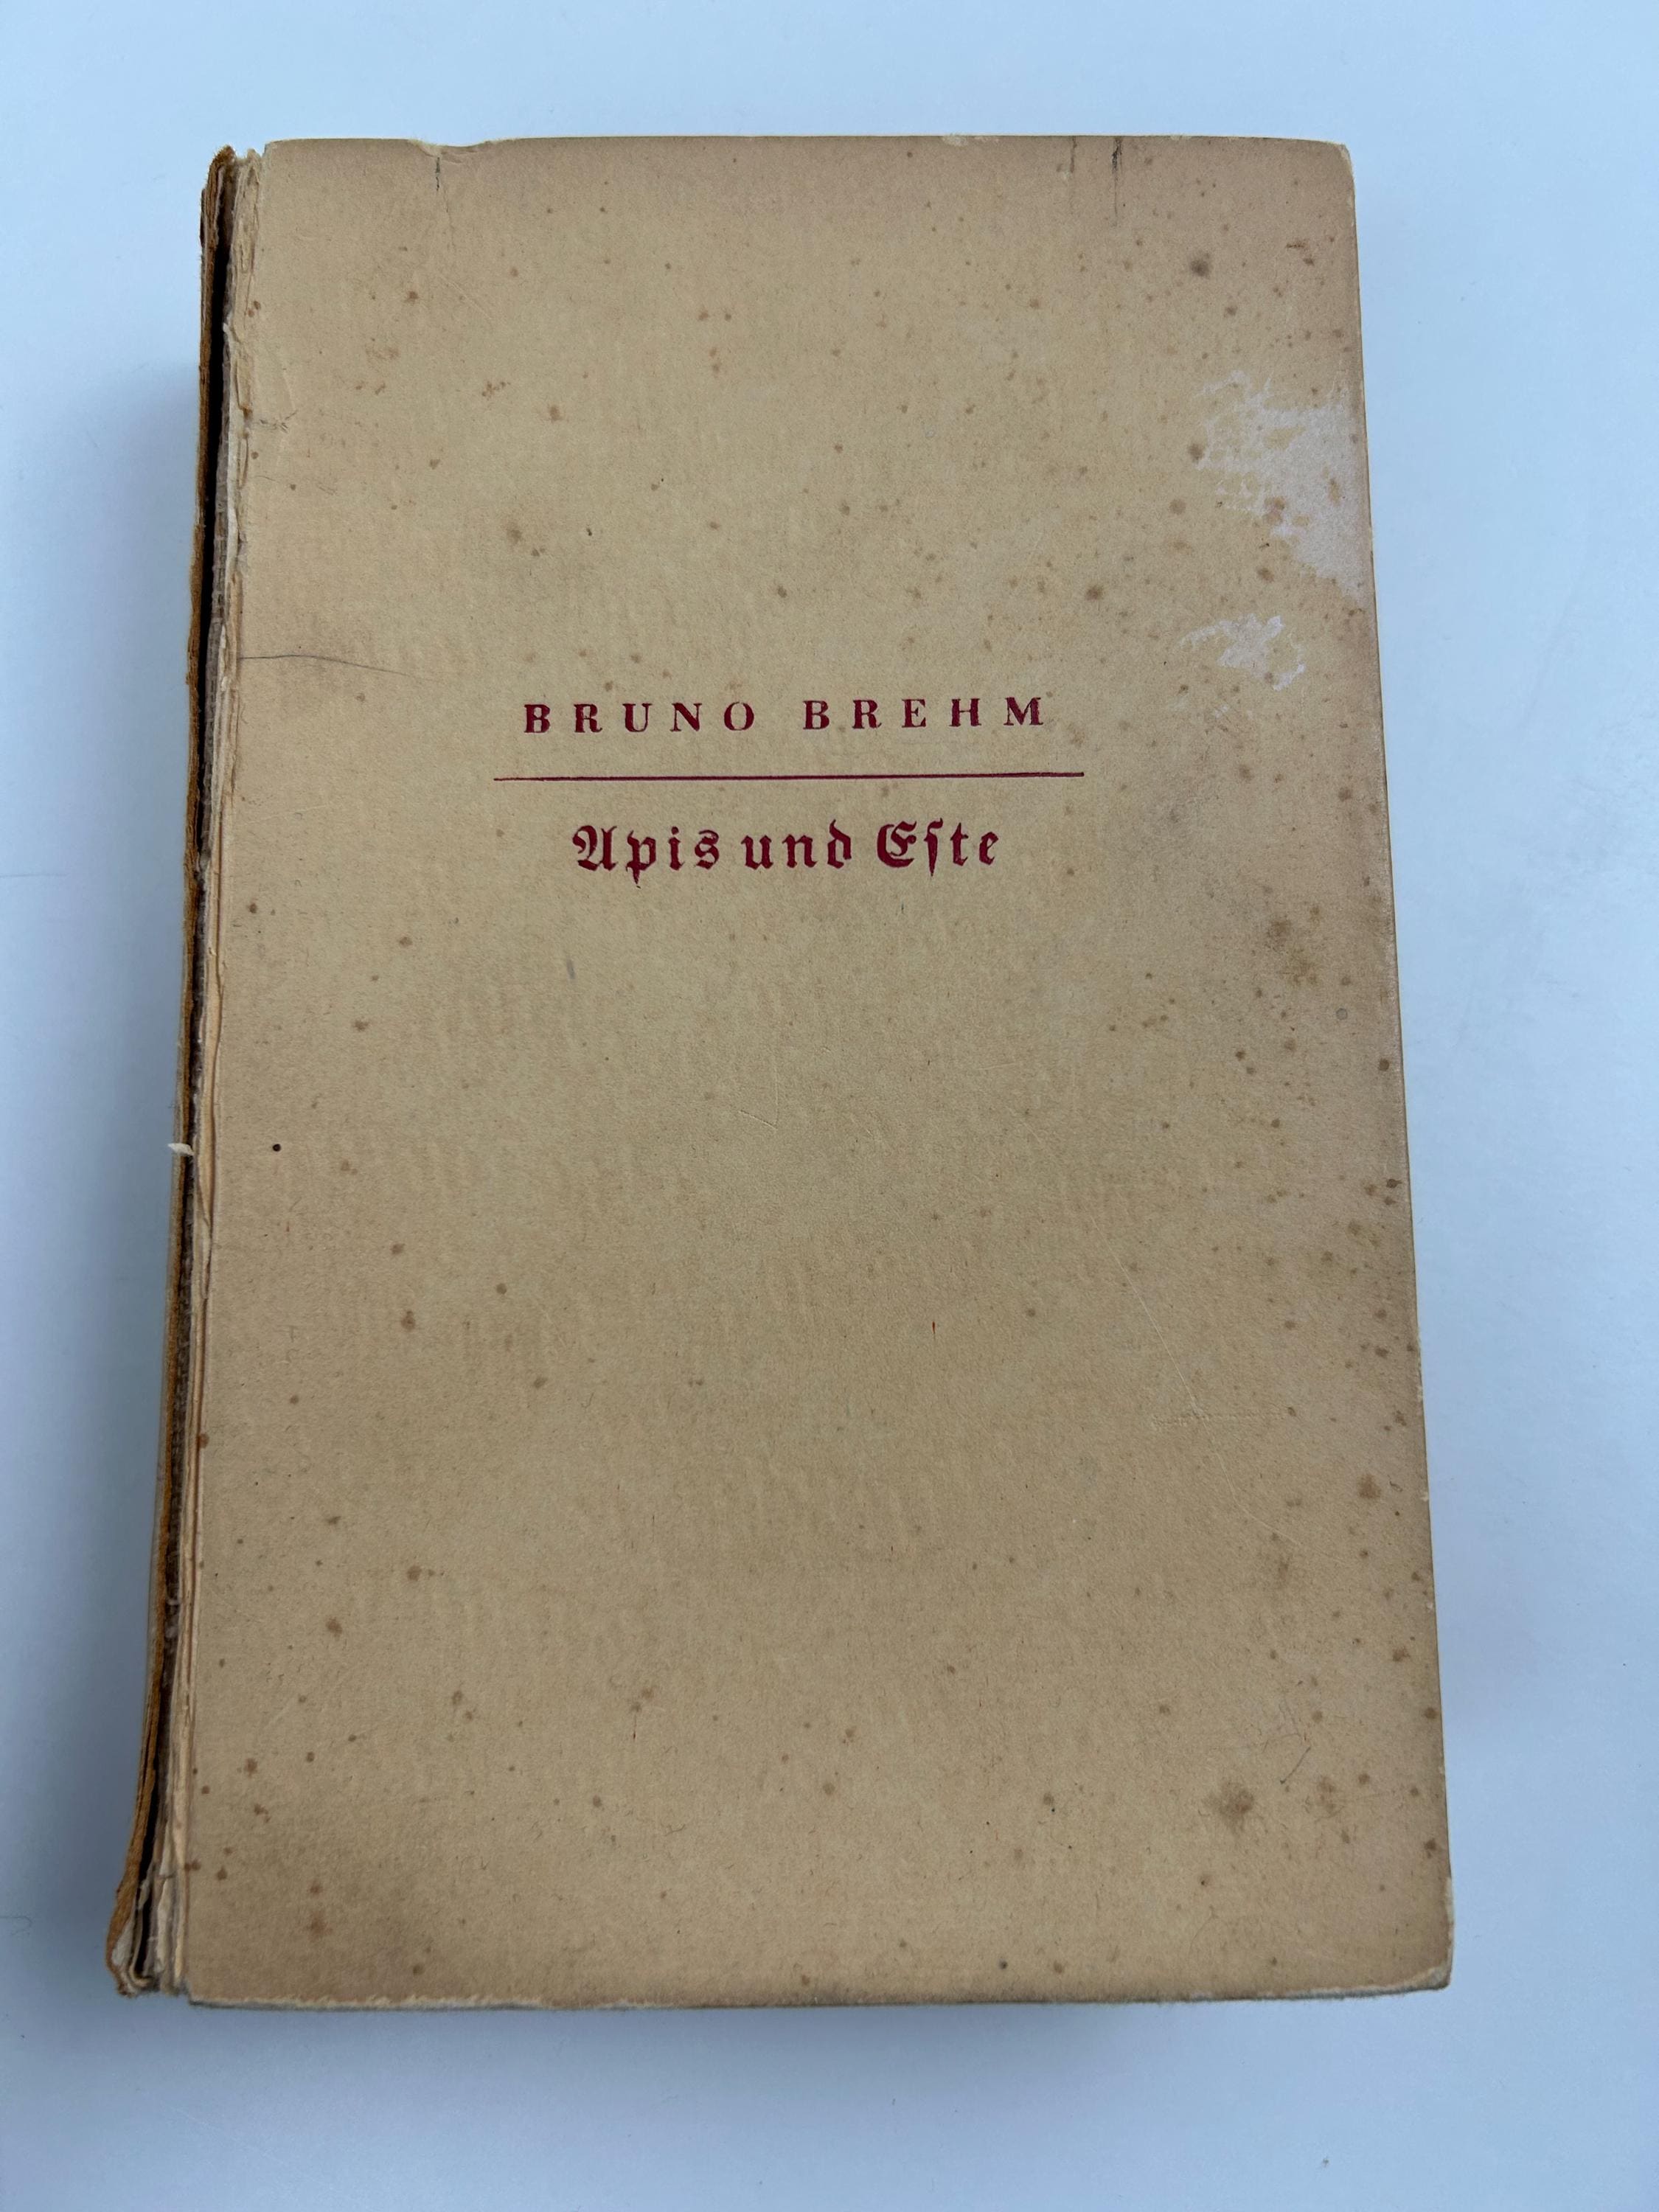 BRUNO BREHM
Apis und Eſte